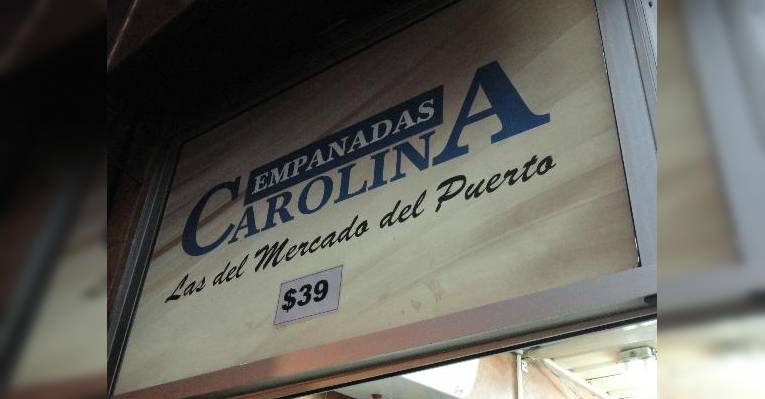 EMPANADAS
CAROLINA
Las del Mercado del Puerto
$39